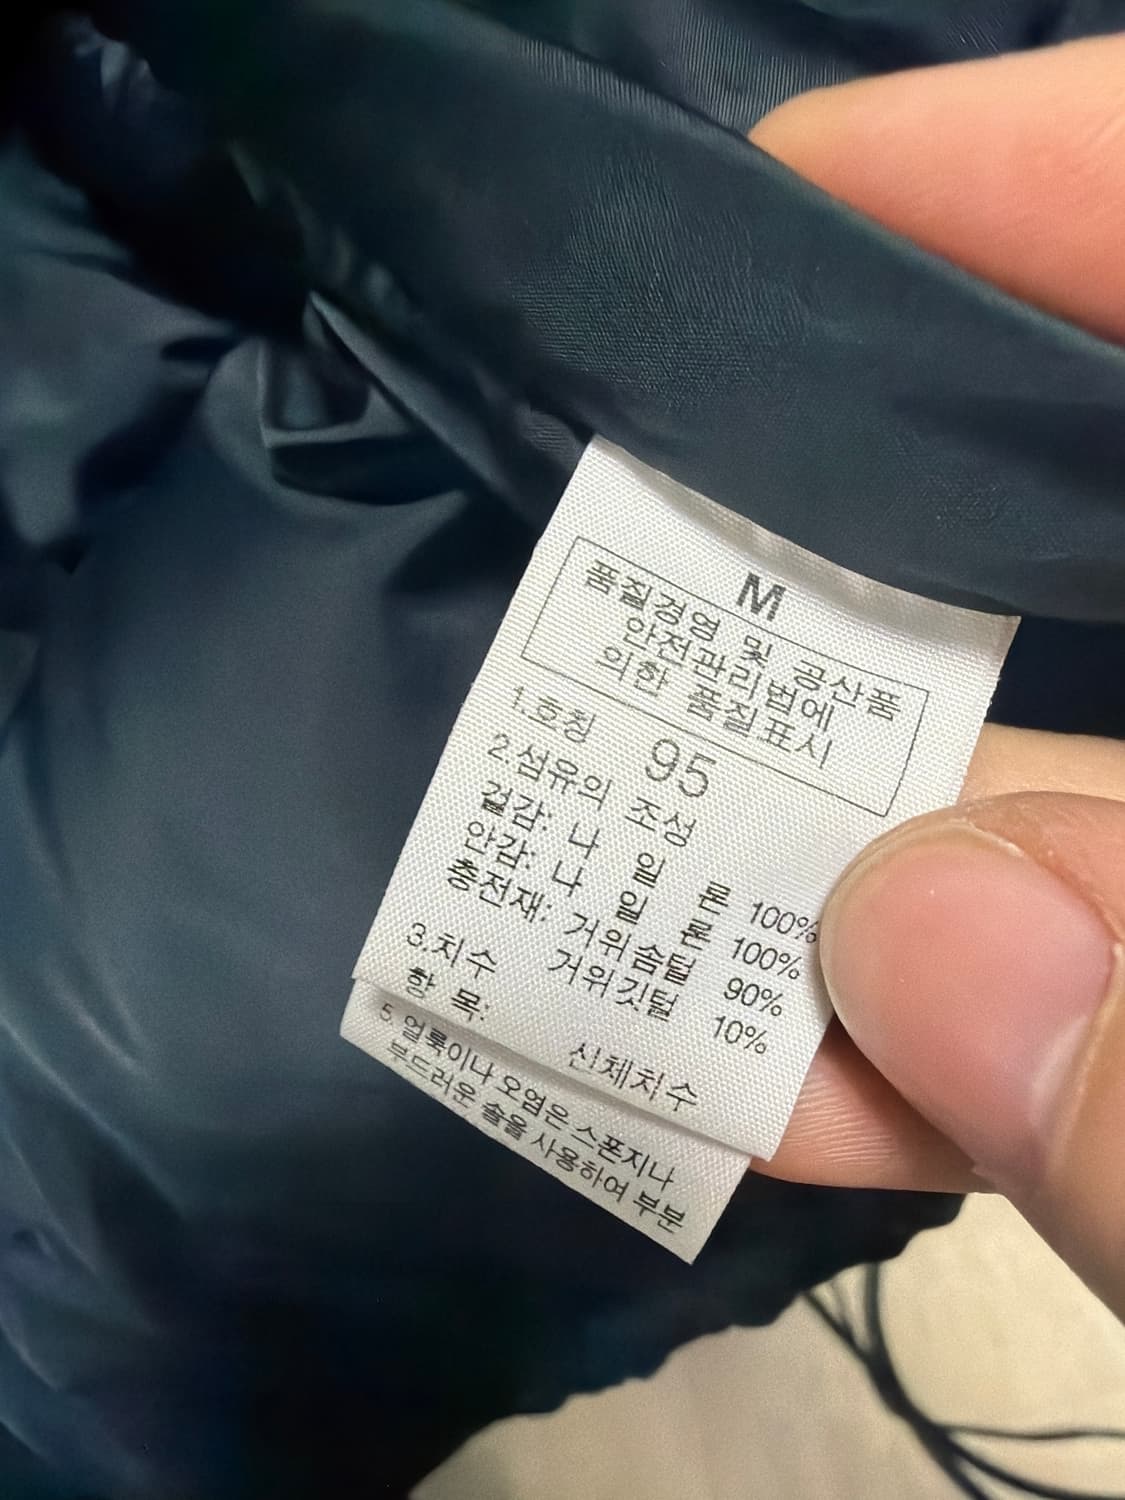 M
품질경영 및 공산품
안전관리법에
의한 품질표시
1.호칭 95
2.섬유의 조성
겉감: 나 일 론 100%
안감: 나 일 론 100%
충전재: 거위솜털 90%
거위깃털 10%
3.치수
항 목: 신체치수
5. 얼룩이나 오염은 스폰지나
부드러운 솔을 사용하여 부분